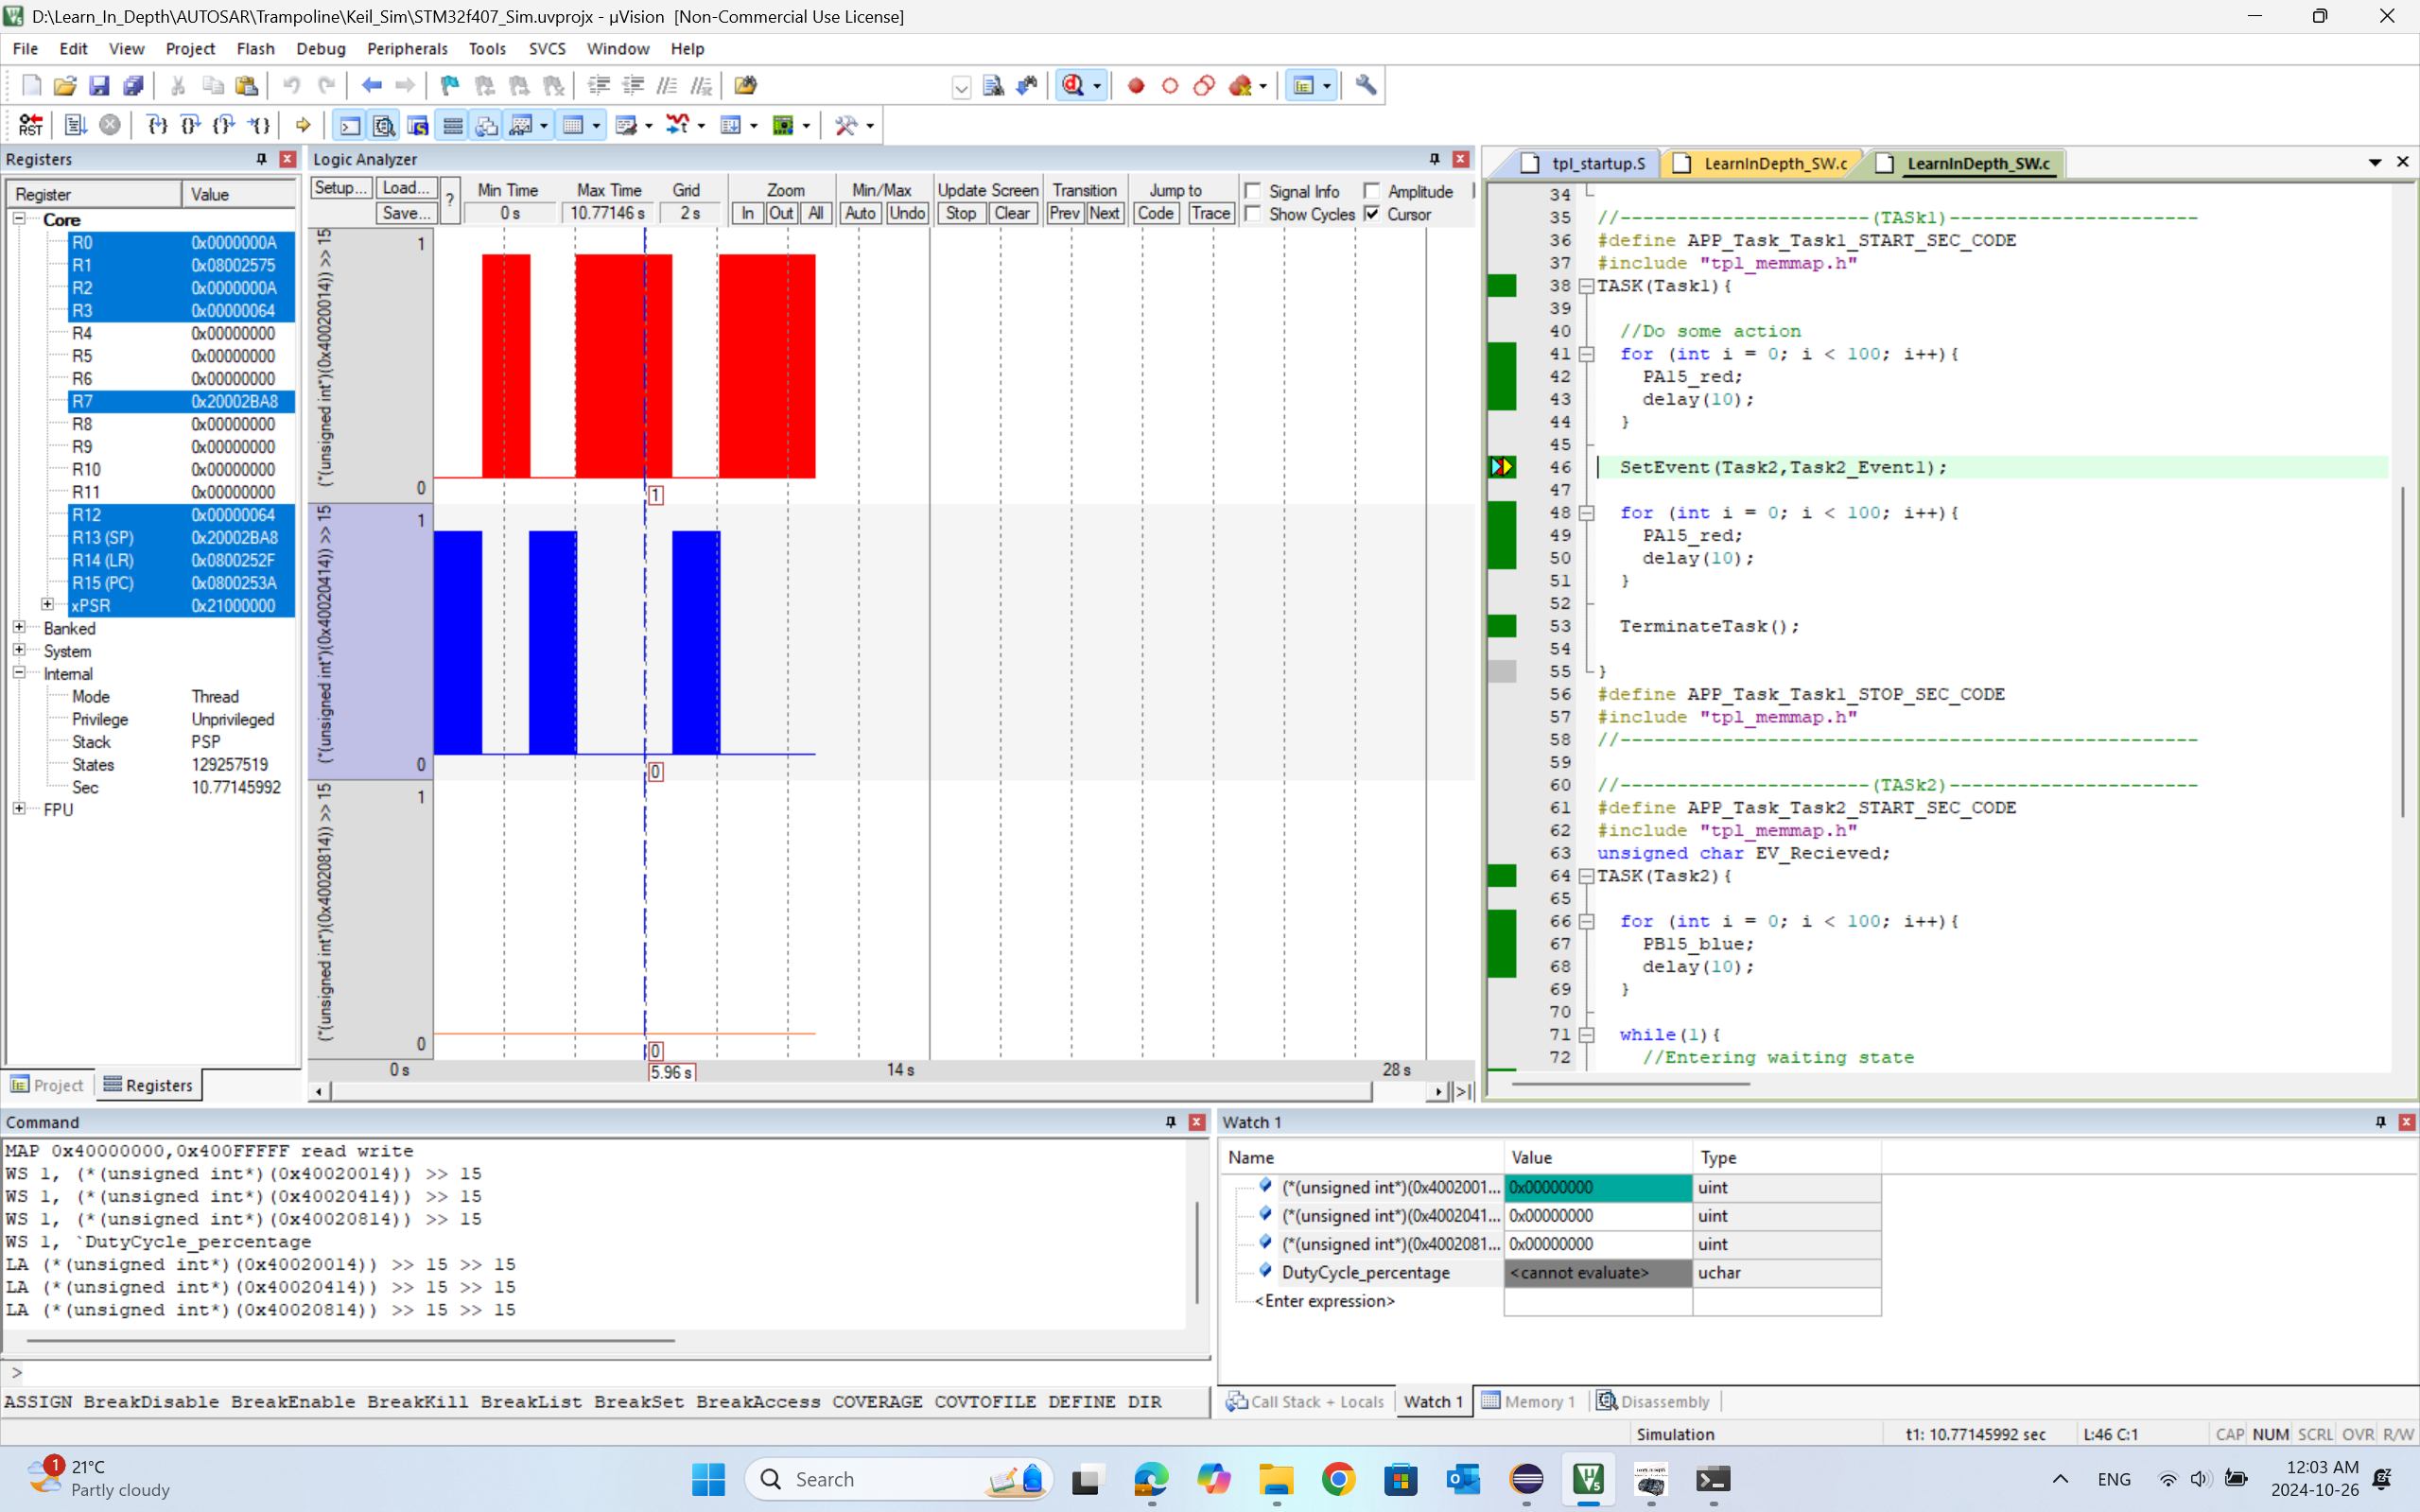 D:\Learn_In_Depth\AUTOSAR\Trampoline\Keil_Sim\STM32f407_Sim.uvprojx - µVision  [Non-Commercial Use License]
File Edit View Project Flash Debug Peripherals Tools SVCS Window Help
RST
Registers
Register Value
Core
R0 0x0000000A
R1 0x08002575
R2 0x0000000A
R3 0x00000064
R4 0x00000000
R5 0x00000000
R6 0x00000000
R7 0x20002BA8
R8 0x00000000
R9 0x00000000
R10 0x00000000
R11 0x00000000
R12 0x00000064
R13 (SP) 0x20002BA8
R14 (LR) 0x0800252F
R15 (PC) 0x0800253A
xPSR 0x21000000
Banked
System
Internal
Mode Thread
Privilege Unprivileged
Stack PSP
States 129257519
Sec 10.77145992
FPU
Project Registers
Logic Analyzer
Setup... Load... ? Min Time Max Time Grid Zoom Min/Max Update Screen Transition Jump to Signal Info Amplitude
Save... 0 s 10.77146 s 2 s In Out All Auto Undo Stop Clear Prev Next Code Trace Show Cycles Cursor
(*(unsigned int*)(0x40020014)) >> 15
1
0
1
(*(unsigned int*)(0x40020414)) >> 15
1
0
0
(*(unsigned int*)(0x40020814)) >> 15
1
0
0
0 s 5.96 s 14 s 28 s
tpl_startup.S LearnInDepth_SW.c LearnInDepth_SW.c
34
35 //----------------------(TASk1)----------------------
36 #define APP_Task_Task1_START_SEC_CODE
37 #include "tpl_memmap.h"
38 TASK(Task1){
39
40 //Do some action
41 for (int i = 0; i < 100; i++){
42 PA15_red;
43 delay(10);
44 }
45
46 SetEvent(Task2,Task2_Event1);
47
48 for (int i = 0; i < 100; i++){
49 PA15_red;
50 delay(10);
51 }
52
53 TerminateTask();
54
55 }
56 #define APP_Task_Task1_STOP_SEC_CODE
57 #include "tpl_memmap.h"
58 //---------------------------------------------------
59
60 //----------------------(TASk2)----------------------
61 #define APP_Task_Task2_START_SEC_CODE
62 #include "tpl_memmap.h"
63 unsigned char EV_Recieved;
64 TASK(Task2){
65
66 for (int i = 0; i < 100; i++){
67 PB15_blue;
68 delay(10);
69 }
70
71 while(1){
72 //Entering waiting state
Command
MAP 0x40000000,0x400FFFFF read write
WS 1, (*(unsigned int*)(0x40020014)) >> 15
WS 1, (*(unsigned int*)(0x40020414)) >> 15
WS 1, (*(unsigned int*)(0x40020814)) >> 15
WS 1, `DutyCycle_percentage
LA (*(unsigned int*)(0x40020014)) >> 15 >> 15
LA (*(unsigned int*)(0x40020414)) >> 15 >> 15
LA (*(unsigned int*)(0x40020814)) >> 15 >> 15
>
ASSIGN BreakDisable BreakEnable BreakKill BreakList BreakSet BreakAccess COVERAGE COVTOFILE DEFINE DIR
Watch 1
Name Value Type
(*(unsigned int*)(0x4002001... 0x00000000 uint
(*(unsigned int*)(0x4002041... 0x00000000 uint
(*(unsigned int*)(0x4002081... 0x00000000 uint
DutyCycle_percentage <cannot evaluate> uchar
<Enter expression>
Call Stack + Locals Watch 1 Memory 1 Disassembly
Simulation t1: 10.77145992 sec L:46 C:1 CAP NUM SCRL OVR R/W
1 21°C
Partly cloudy
Search
ENG
12:03 AM
2024-10-26